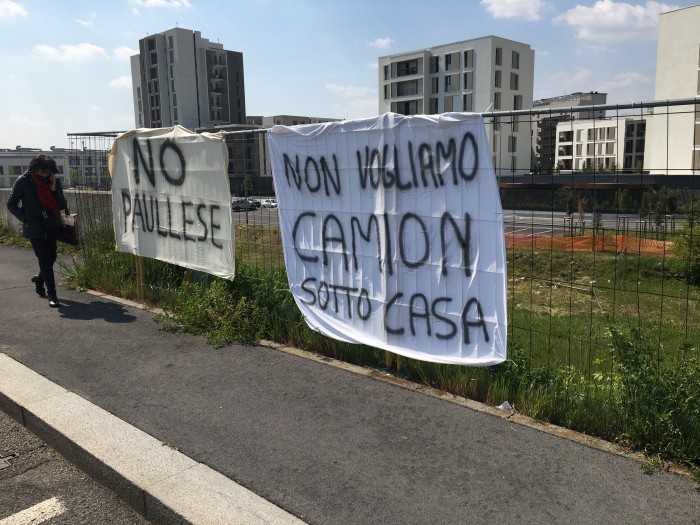 NO
PAULLESE
NON VOGLIAMO
CAMION
SOTTO CASA